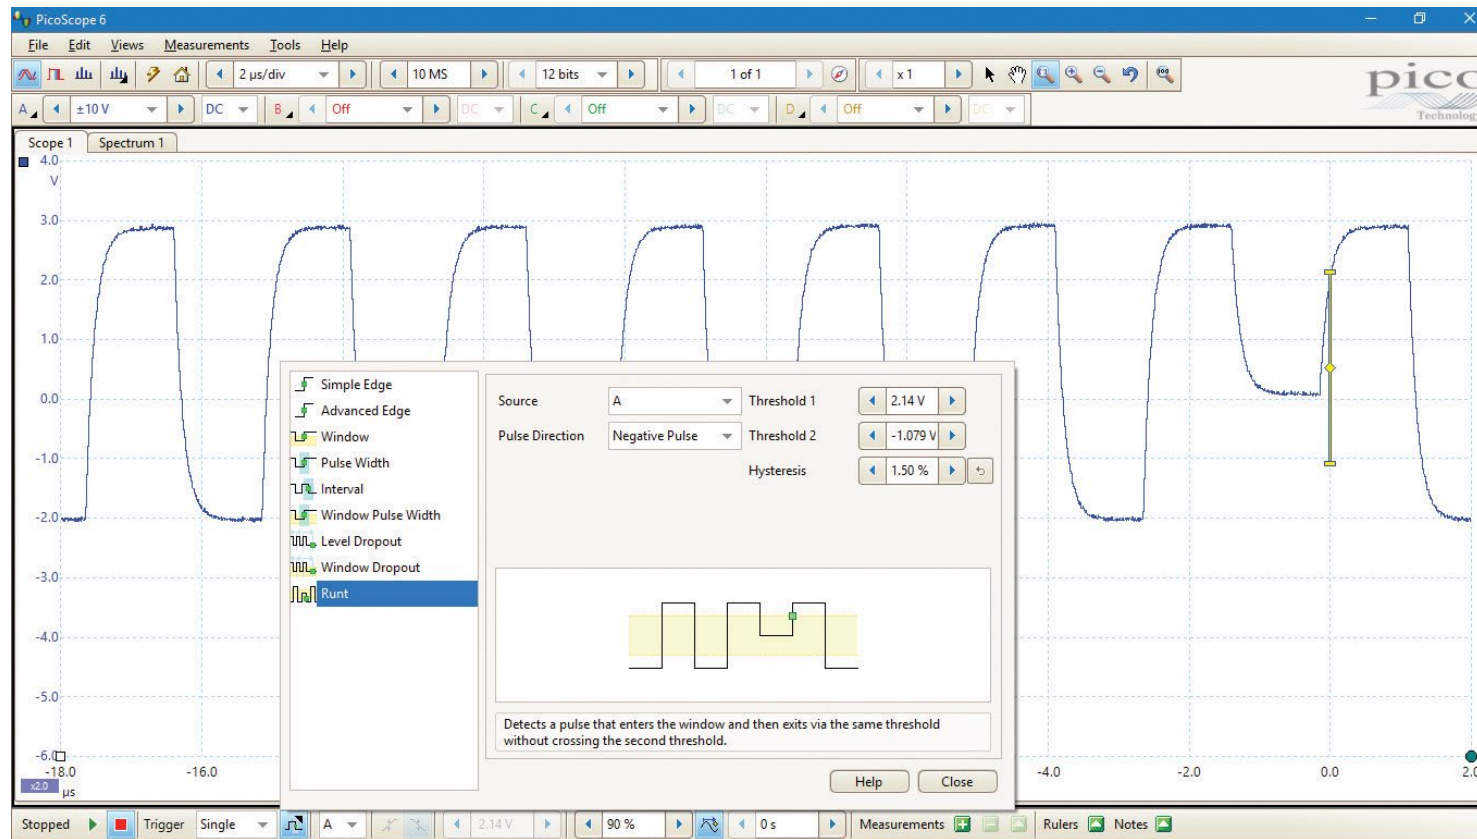 PicoScope 6
File Edit Views Measurements Tools Help
2 µs/div 10 MS 12 bits 1 of 1 x 1
pico
Technology
A ±10 V DC B Off DC C Off DC D Off DC
Scope 1 Spectrum 1
4.0
V
3.0
2.0
1.0
0.0
-1.0
-2.0
-3.0
-4.0
-5.0
-6.0
Simple Edge
Advanced Edge
Window
Pulse Width
Interval
Window Pulse Width
Level Dropout
Window Dropout
Runt
Source A Threshold 1 2.14 V
Pulse Direction Negative Pulse Threshold 2 -1.079 V
Hysteresis 1.50 %
Detects a pulse that enters the window and then exits via the same threshold
without crossing the second threshold.
Help Close
-18.0 -16.0 -4.0 -2.0 0.0 2.0
x2.0 µs
Stopped Trigger Single A 2.14 V 90 % 0 s Measurements Rulers Notes